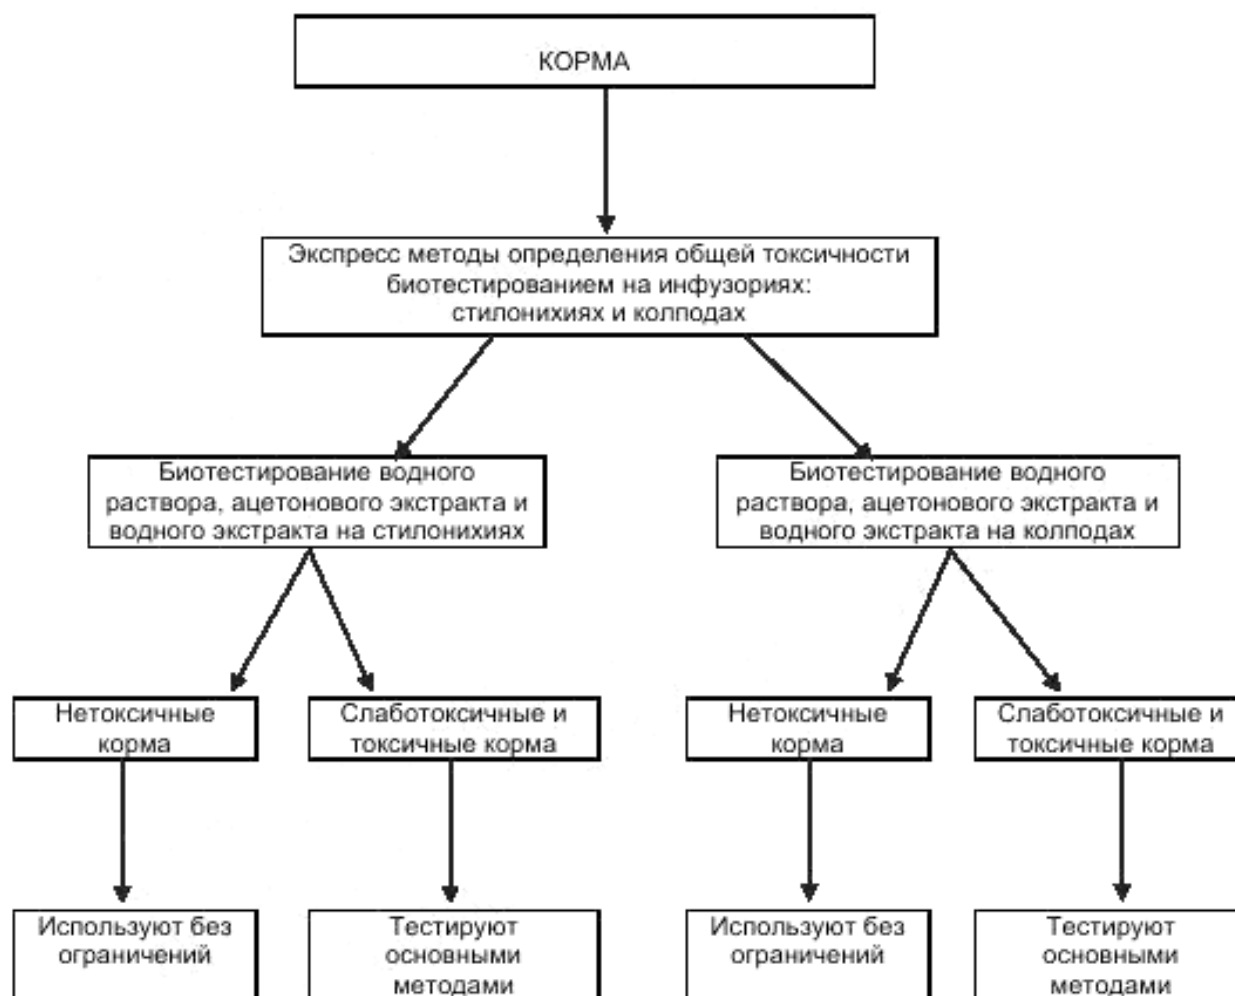 КОРМА
Экспресс методы определения общей токсичности
биотестированием на инфузориях:
стилонихиях и колподах
Биотестирование водного
раствора, ацетонового экстракта и
водного экстракта на стилонихиях
Биотестирование водного
раствора, ацетонового экстракта и
водного экстракта на колподах
Нетоксичные
корма
Слаботоксичные и
токсичные корма
Нетоксичные
корма
Слаботоксичные и
токсичные корма
Используют без
ограничений
Тестируют
основными
методами
Используют без
ограничений
Тестируют
основными
методами